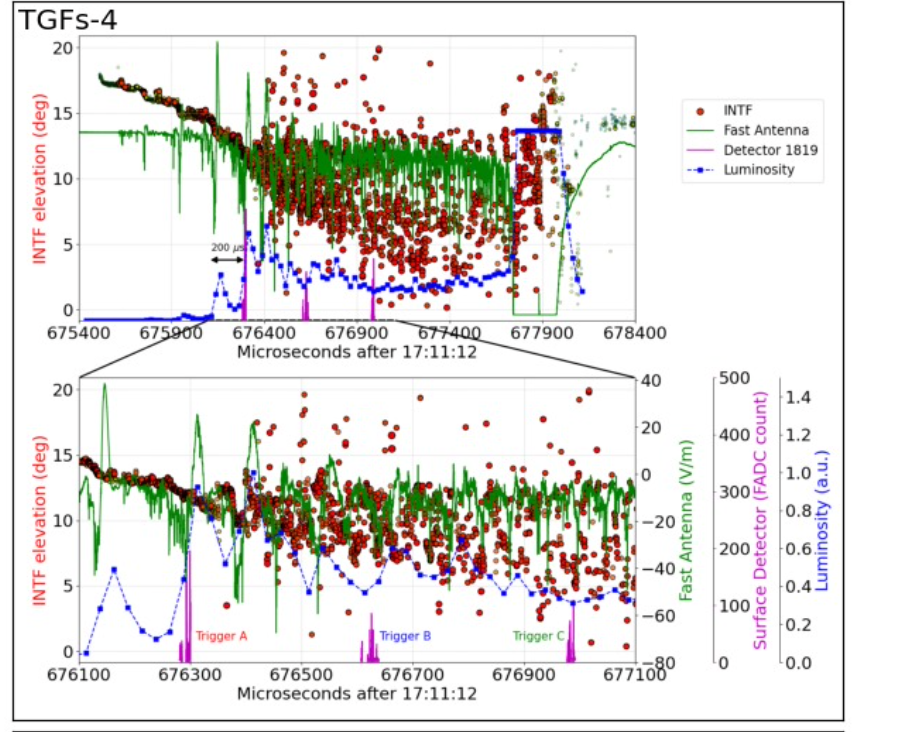 TGFs-4
20
15
10
5
0
INTF elevation (deg)
200 μs
675400 675900 676400 676900 677400 677900 678400
Microseconds after 17:11:12
INTF
Fast Antenna
Detector 1819
Luminosity
20
15
10
5
0
INTF elevation (deg)
Trigger A
Trigger B
Trigger C
676100 676300 676500 676700 676900 677100
Microseconds after 17:11:12
40
20
0
−20
−40
−60
−80
Fast Antenna (V/m)
500
400
300
200
100
0
Surface Detector (FADC count)
1.4
1.2
1.0
0.8
0.6
0.4
0.2
0.0
Luminosity (a.u.)